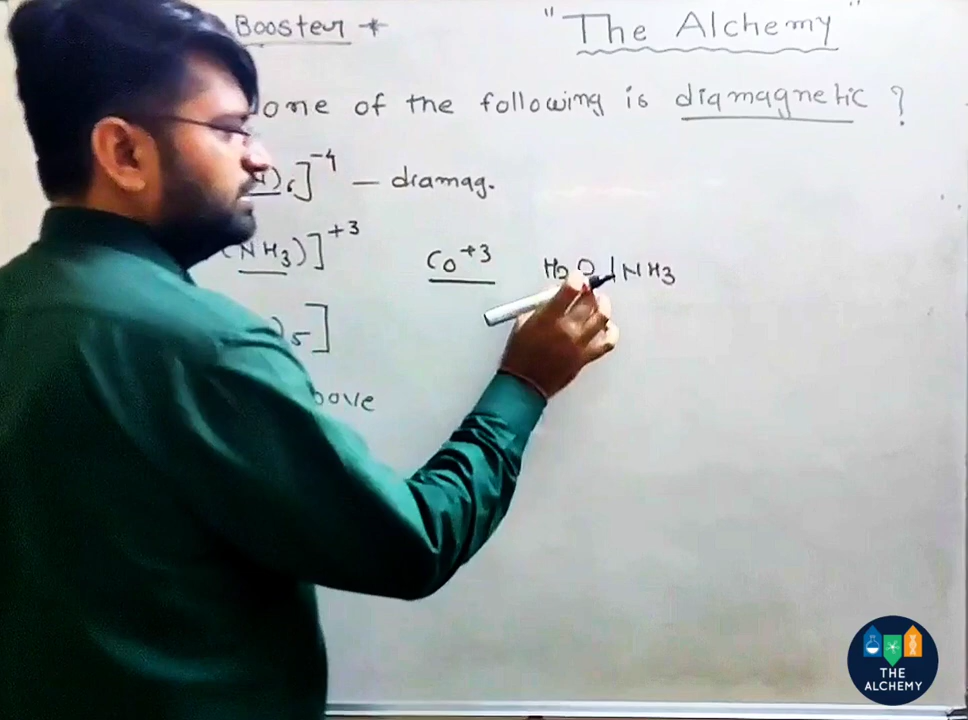 Booster * "The Alchemy"
one of the following is diamagnetic ?
)6]⁻⁴ — diamag.
(NH3)]⁺³ Co⁺³ H2O | NH3
)5]
bove
THE
ALCHEMY